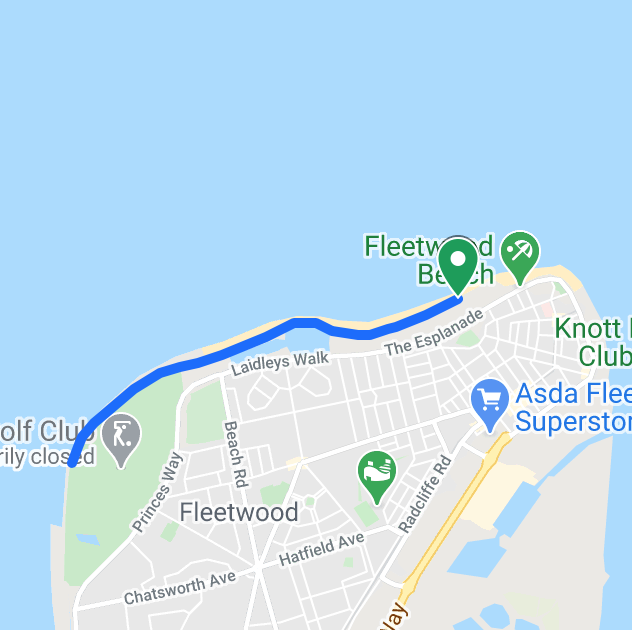 Fleetwood
Beach
The Esplanade
Knott
Club
Laidleys Walk
Asda Flee
Superstor
olf Club
rily closed
Beach Rd
Princes Way
Radcliffe Rd
Fleetwood
Hatfield Ave
Chatsworth Ave
Way